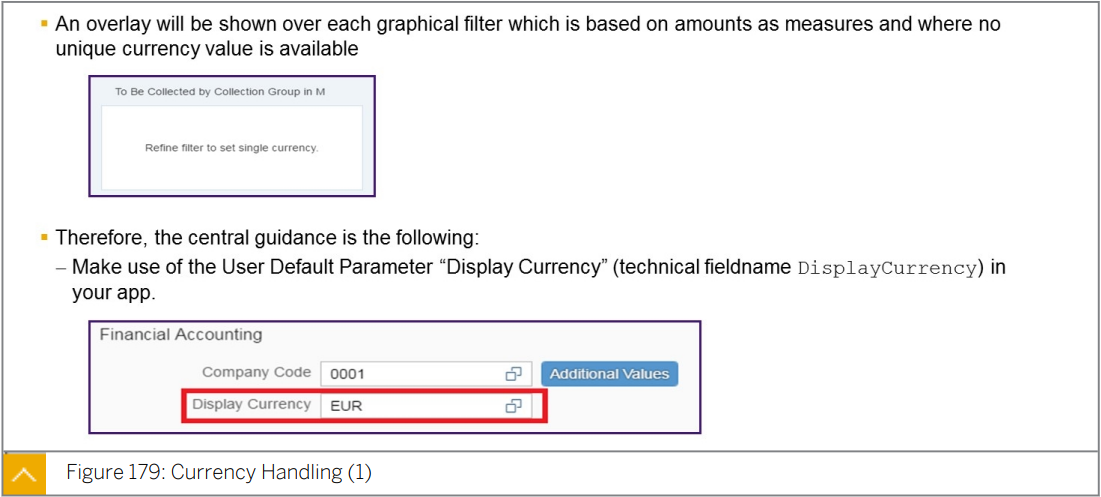 ▪ An overlay will be shown over each graphical filter which is based on amounts as measures and where no
unique currency value is available
To Be Collected by Collection Group in M
Refine filter to set single currency.
▪ Therefore, the central guidance is the following:
– Make use of the User Default Parameter “Display Currency” (technical fieldname DisplayCurrency) in
your app.
Financial Accounting
Company Code 0001 Additional Values
Display Currency EUR
Figure 179: Currency Handling (1)